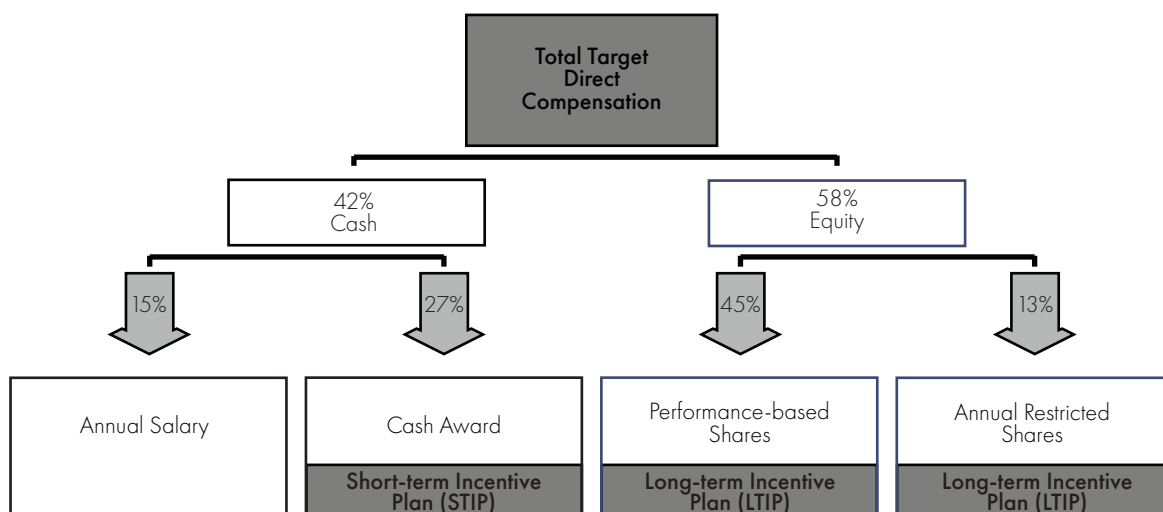 Total Target
Direct
Compensation
42%
Cash
58%
Equity
15%
27%
45%
13%
Annual Salary
Cash Award
Performance-based
Shares
Annual Restricted
Shares
Short-term Incentive
Plan (STIP)
Long-term Incentive
Plan (LTIP)
Long-term Incentive
Plan (LTIP)